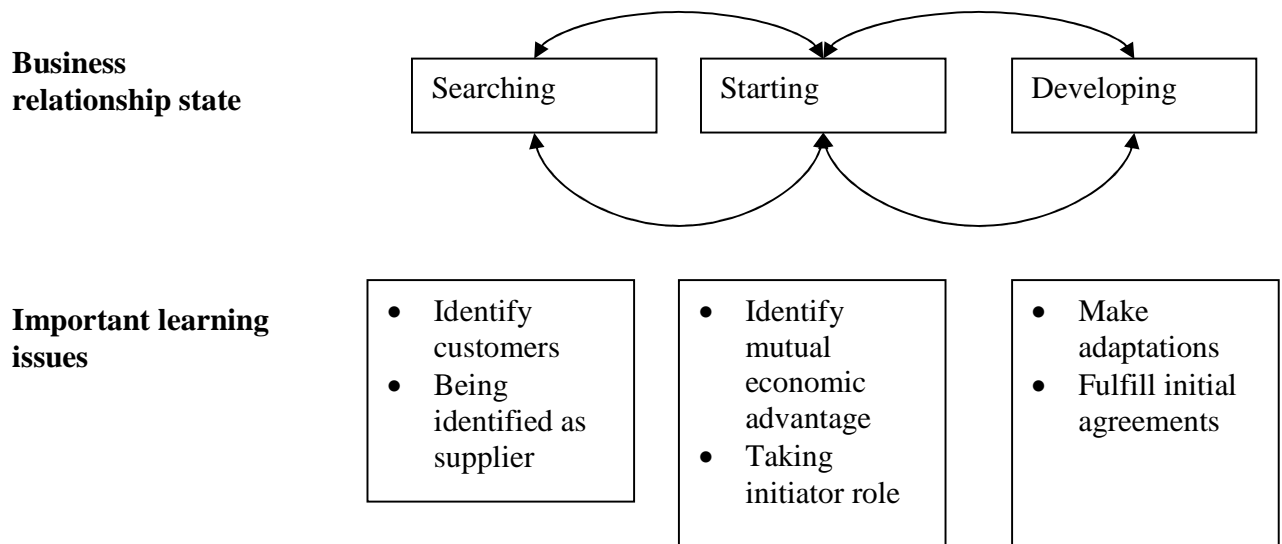 Business
relationship state
Searching
Starting
Developing
Important learning
issues
• Identify
customers
• Being
identified as
supplier
• Identify
mutual
economic
advantage
• Taking
initiator role
• Make
adaptations
• Fulfill initial
agreements